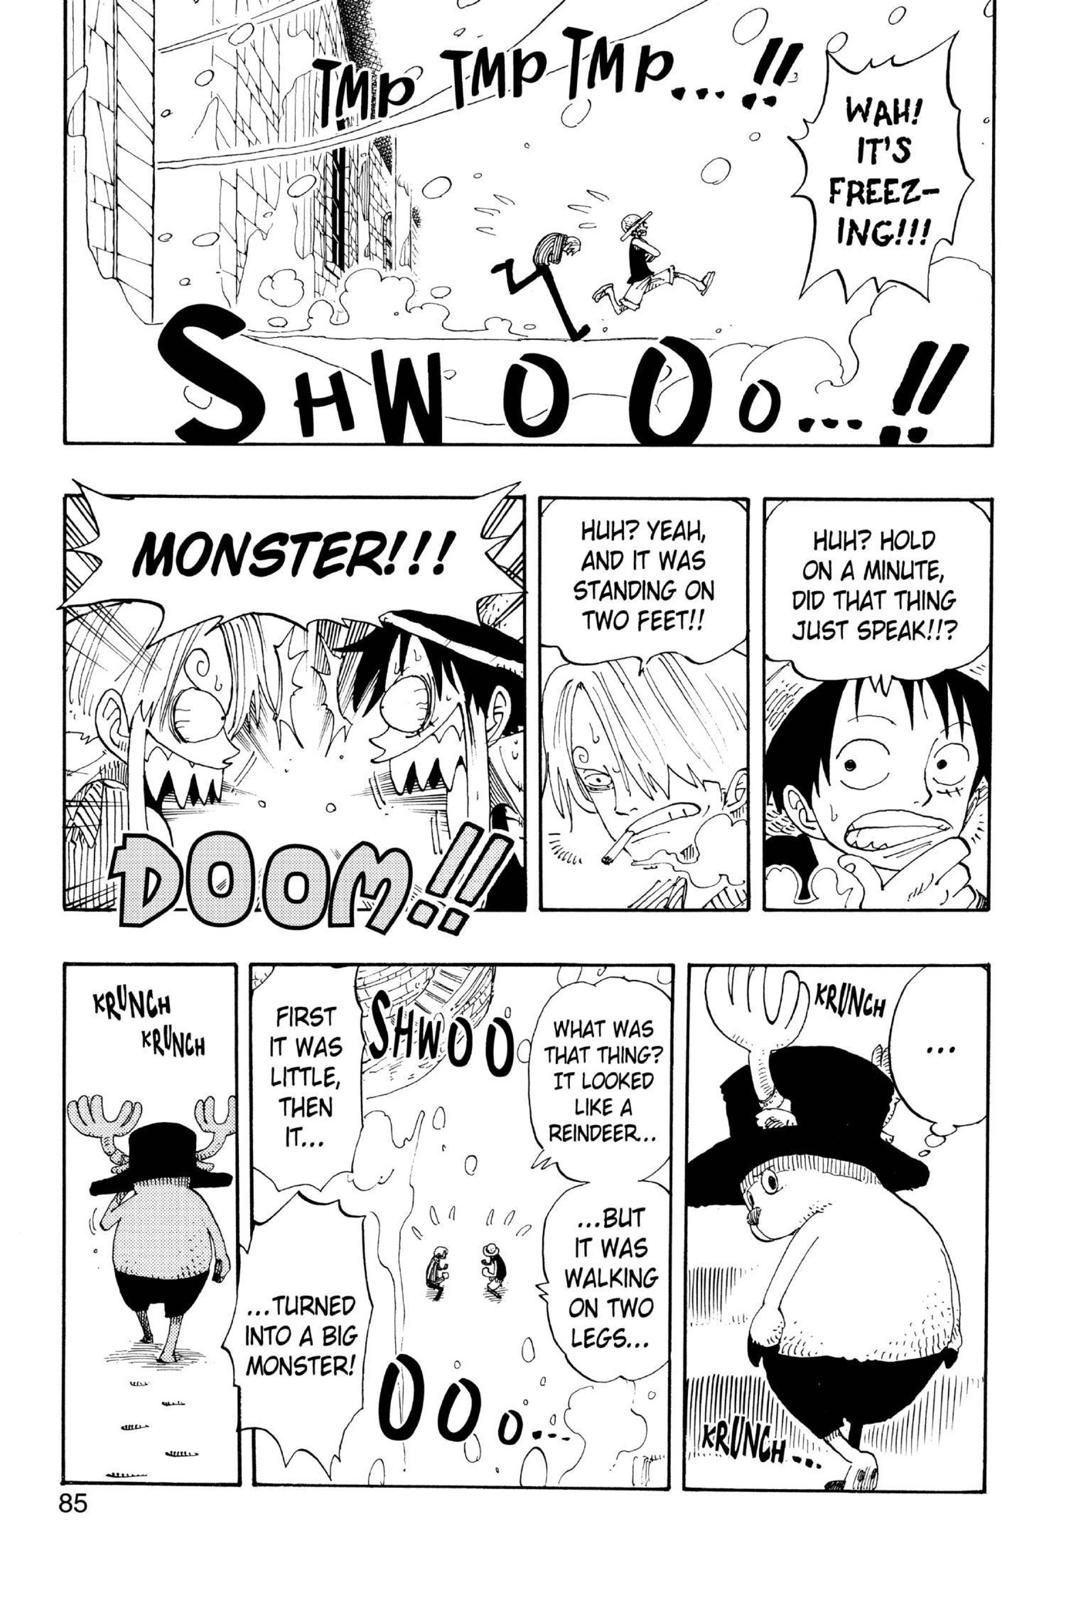 TMP TMP TMP...!!
WAH!
IT'S
FREEZ-
ING!!!
SHWOOO...!!
HUH? HOLD
ON A MINUTE,
DID THAT THING
JUST SPEAK!!?
HUH? YEAH,
AND IT WAS
STANDING ON
TWO FEET!!
MONSTER!!!
DOOM!!
...
KRUNCH
KRUNCH...
WHAT WAS
THAT THING?
IT LOOKED
LIKE A
REINDEER...
...BUT
IT WAS
WALKING
ON TWO
LEGS...
SHWOO
OOO...
FIRST
IT WAS
LITTLE,
THEN
IT...
...TURNED
INTO A BIG
MONSTER!
KRUNCH
KRUNCH
85